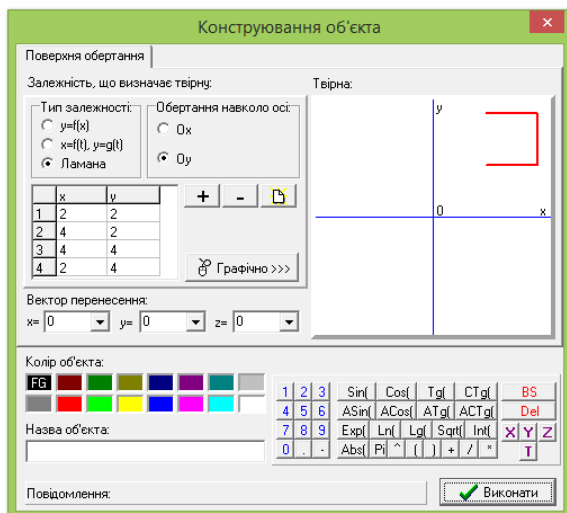 Конструювання об'єкта
Поверхня обертання
Залежність, що визначає твірну:
Твірна:
Тип залежності:
Обертання навколо осі:
y=f(x)
x=f(t), y=g(t)
Ламана
Ox
Oy
x y
1 2 2
2 4 2
3 4 4
4 2 4
+ -
Графічно >>>
y
0 x
Вектор перенесення:
x= 0 y= 0 z= 0
Колір об'єкта:
FG
Назва об'єкта:
1 2 3 Sin( Cos( Tg( CTg( BS
4 5 6 ASin( ACos( ATg( ACTg( Del
7 8 9 Exp( Ln( Lg( Sqrt( Int( X Y Z
0 . - Abs( Pi ^ ( ) + / * T
Повідомлення:
Виконати